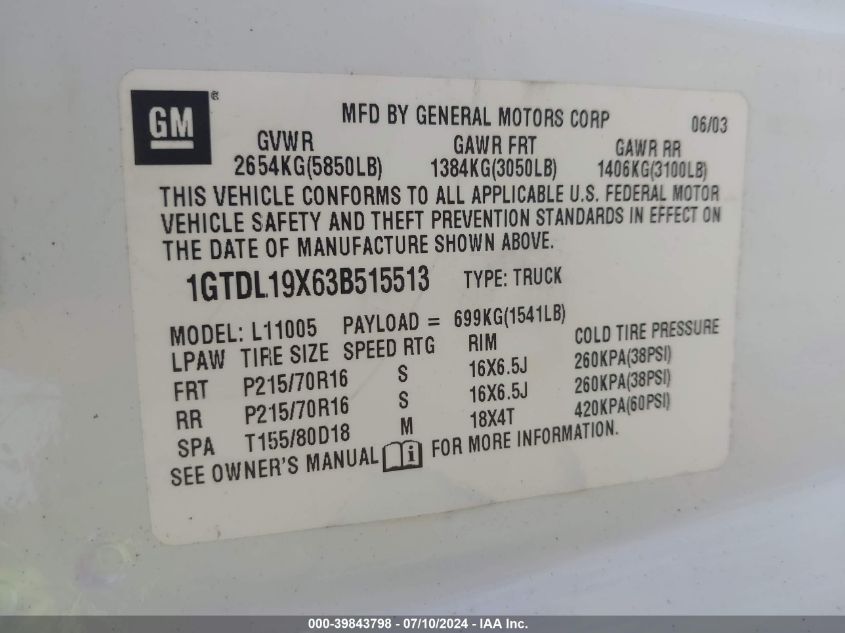 GM®
MFD BY GENERAL MOTORS CORP 06/03
GVWR GAWR FRT GAWR RR
2654KG(5850LB) 1384KG(3050LB) 1406KG(3100LB)
THIS VEHICLE CONFORMS TO ALL APPLICABLE U.S. FEDERAL MOTOR
VEHICLE SAFETY AND THEFT PREVENTION STANDARDS IN EFFECT ON
THE DATE OF MANUFACTURE SHOWN ABOVE.
1GTDL19X63B515513 TYPE: TRUCK
MODEL: L11005 PAYLOAD = 699KG(1541LB)
LPAW TIRE SIZE SPEED RTG RIM COLD TIRE PRESSURE
FRT P215/70R16 S 16X6.5J 260KPA(38PSI)
RR P215/70R16 S 16X6.5J 260KPA(38PSI)
SPA T155/80D18 M 18X4T 420KPA(60PSI)
SEE OWNER'S MANUAL i FOR MORE INFORMATION.
000-39843798 - 07/10/2024 - IAA Inc.